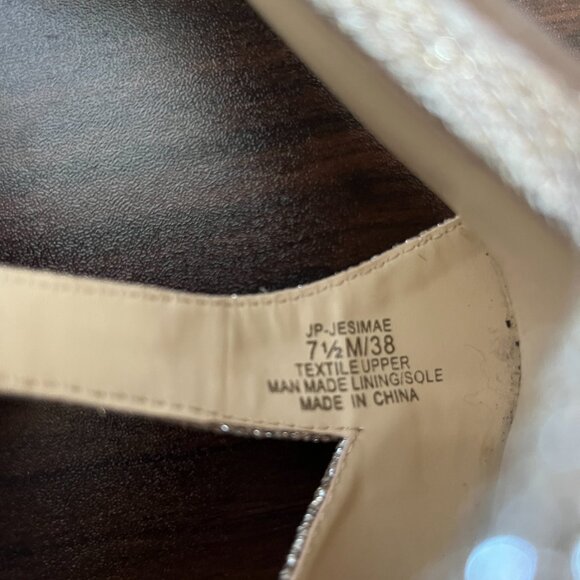 JP-JESIMAE
7½M/38
TEXTILE UPPER
MAN MADE LINING/SOLE
MADE IN CHINA